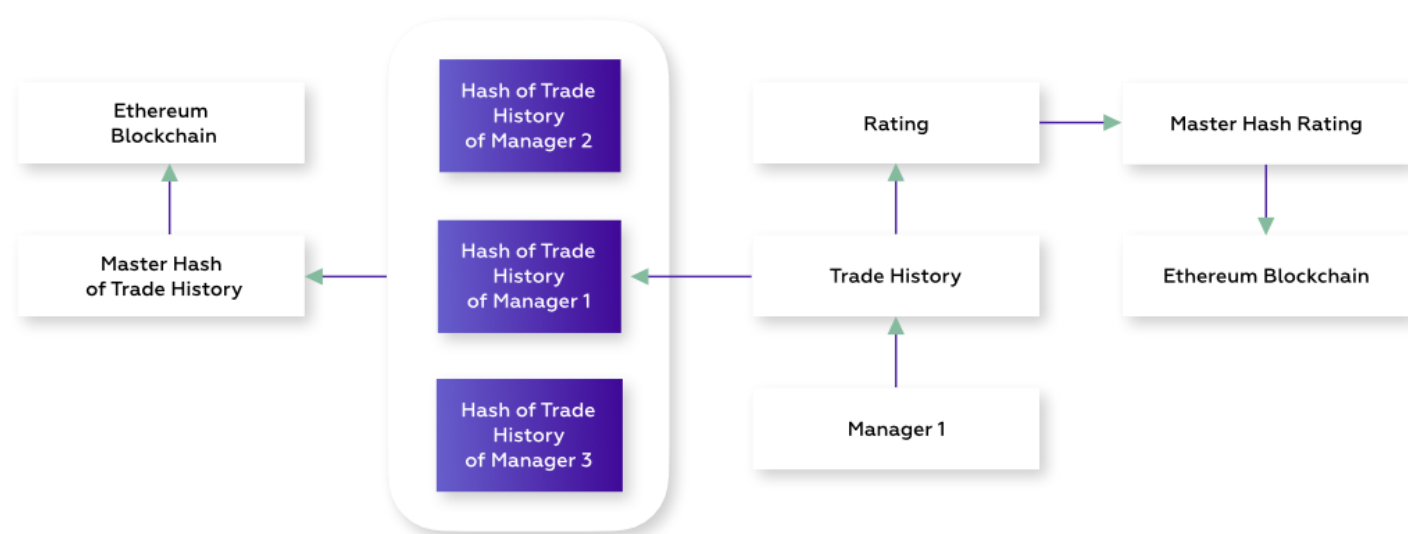 Ethereum
Blockchain
Master Hash
of Trade History
Hash of Trade
History
of Manager 2
Hash of Trade
History
of Manager 1
Hash of Trade
History
of Manager 3
Rating
Trade History
Manager 1
Master Hash Rating
Ethereum Blockchain